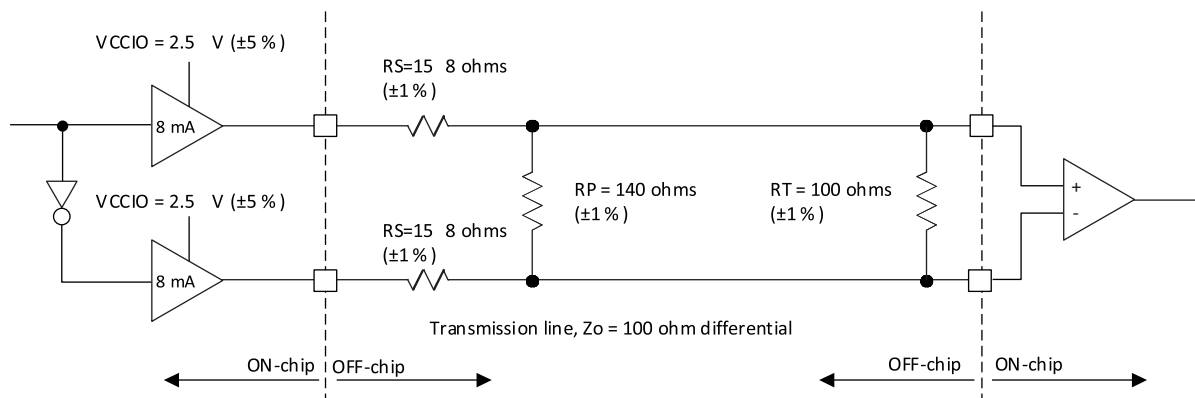 VCCIO = 2.5 V (±5 %)
RS=15 8 ohms
(±1 %)
8 mA
RP = 140 ohms
(±1 %)
RT = 100 ohms
(±1 %)
+
-
VCCIO = 2.5 V (±5 %)
RS=15 8 ohms
(±1 %)
8 mA
Transmission line, Zo = 100 ohm differential
ON-chip
OFF-chip
OFF-chip
ON-chip